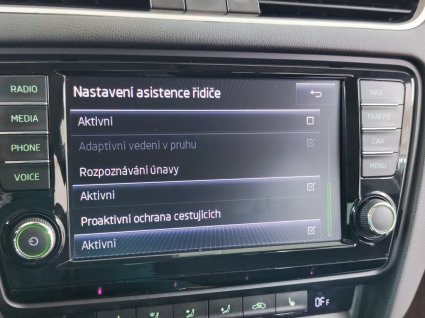 RADIO
MEDIA
PHONE
VOICE
Nastavení asistence řidiče
Aktivní
Adaptivní vedení v pruhu
Rozpoznávání únavy
Aktivní
Proaktivní ochrana cestujících
Aktivní
NAV
TRAFFIC
CAR
MENU
OFF